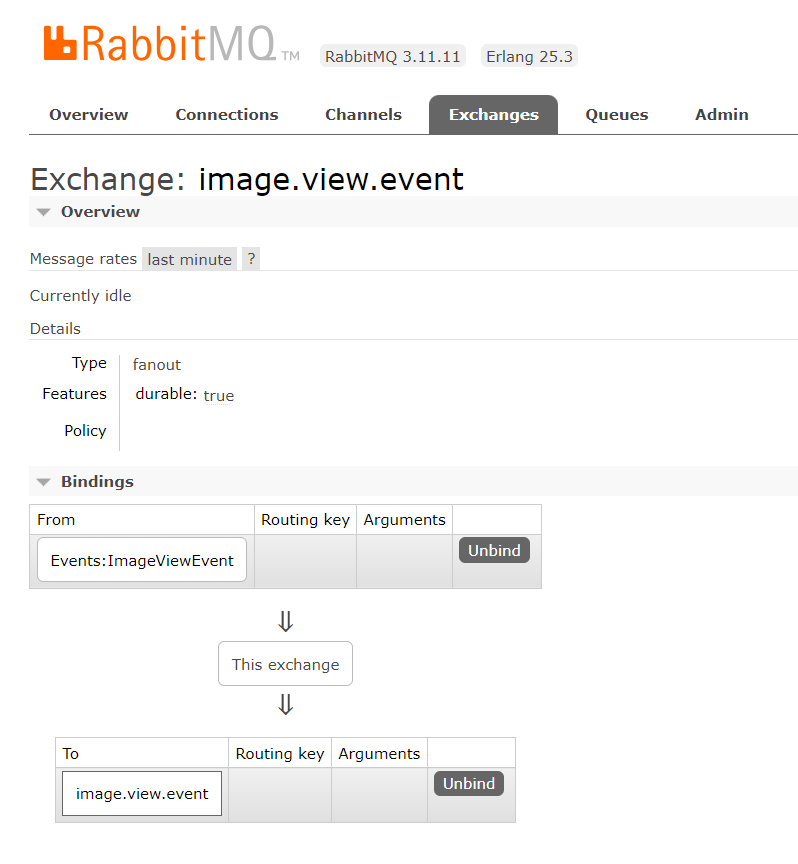 RabbitMQ TM RabbitMQ 3.11.11 Erlang 25.3
Overview Connections Channels Exchanges Queues Admin
Exchange: image.view.event
Overview
Message rates last minute ?
Currently idle
Details
Type fanout
Features durable: true
Policy
Bindings
From Routing key Arguments
Events:ImageViewEvent Unbind
⇓
This exchange
⇓
To Routing key Arguments
image.view.event Unbind